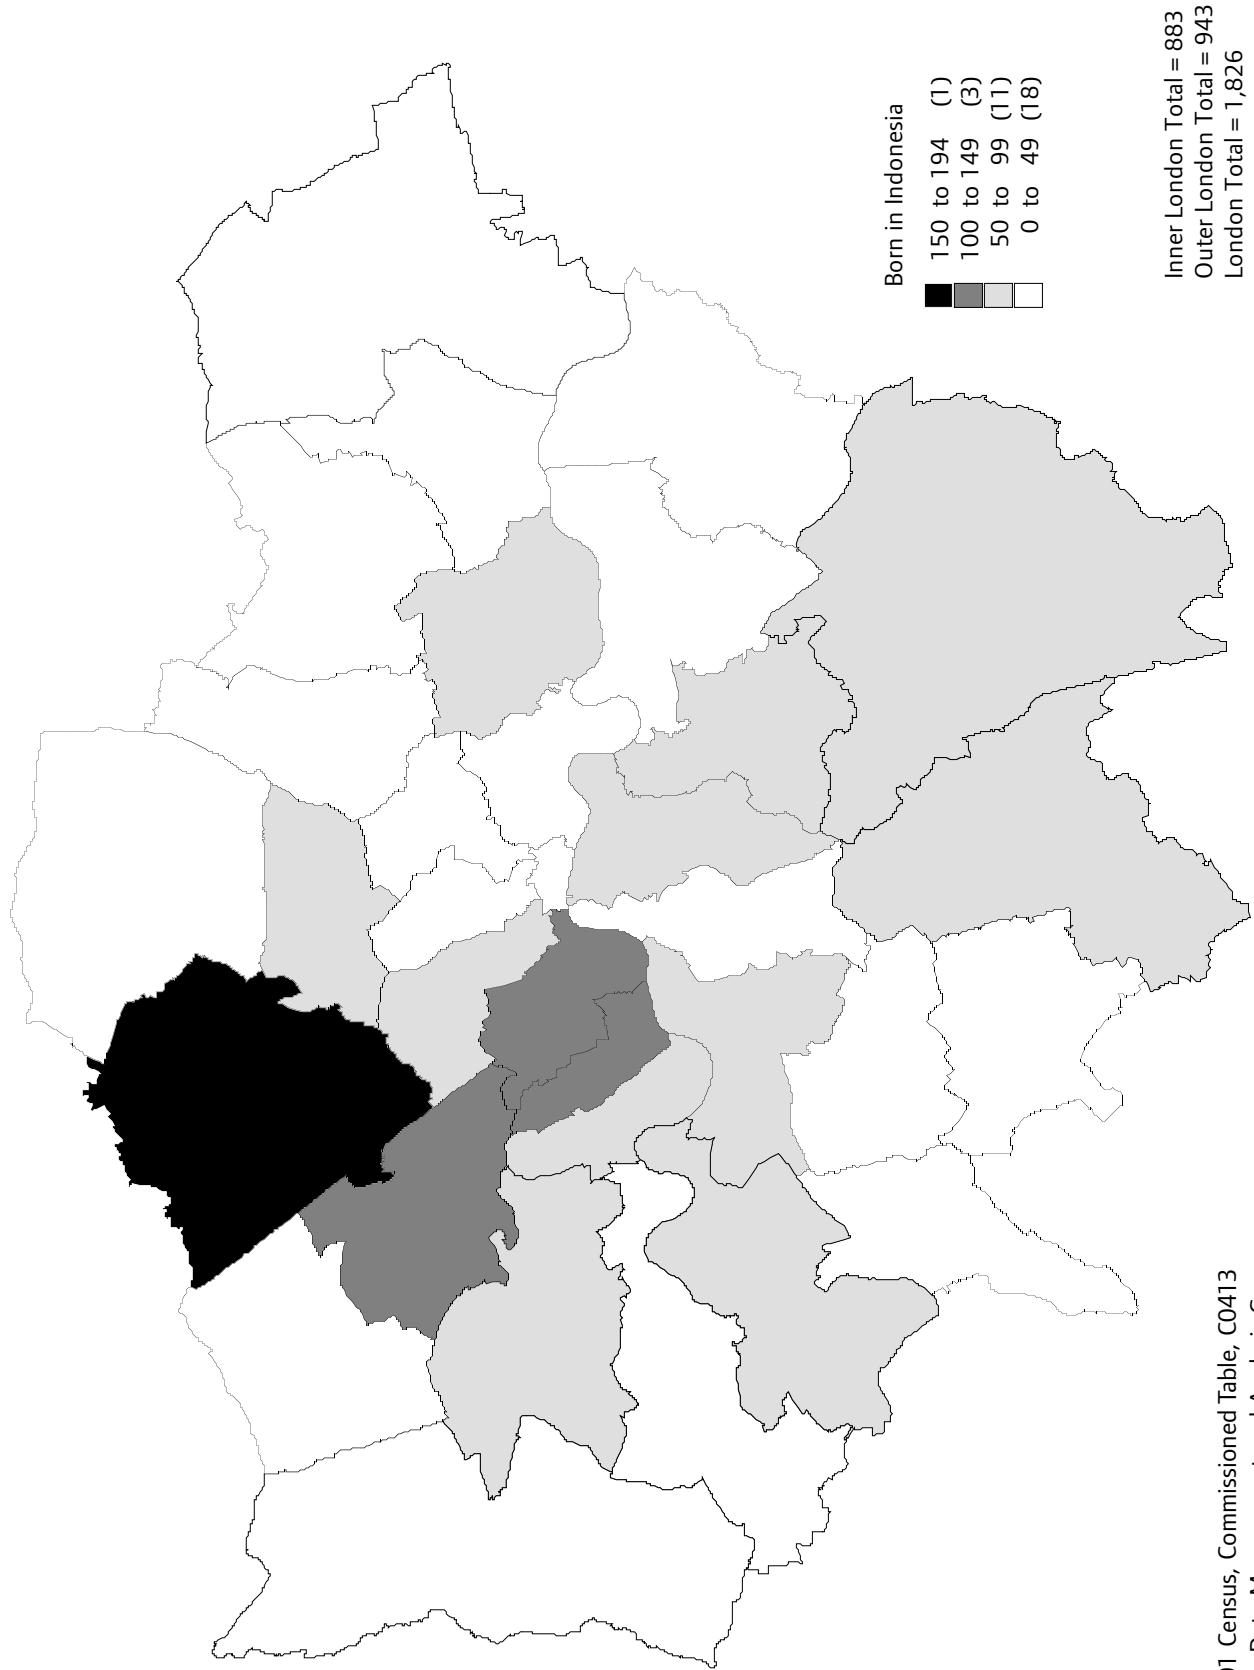 Born in Indonesia
150 to 194 (1)
100 to 149 (3)
50 to 99 (11)
0 to 49 (18)
Inner London Total = 883
Outer London Total = 943
London Total = 1,826
Census, Commissioned Table, C0413